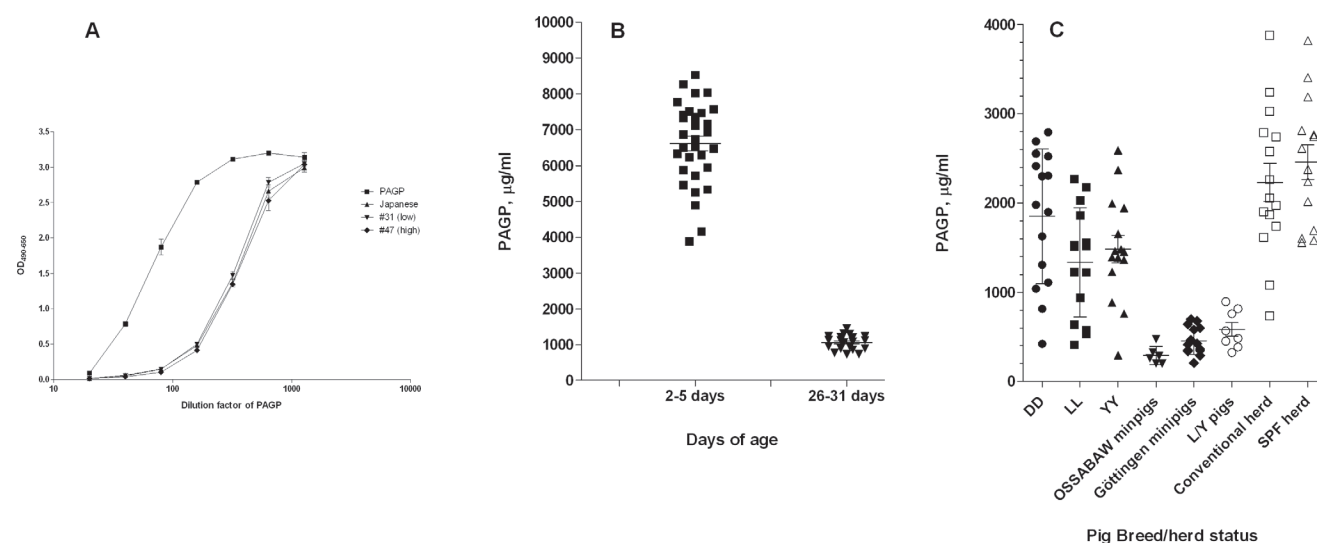 A
3.5
3.0
2.5
2.0
1.5
1.0
0.5
0.0
OD490-650
10 100 1000 10000
Dilution factor of PAGP
PAGP
Japanese
#31 (low)
#47 (high)
B
10000
9000
8000
7000
6000
5000
4000
3000
2000
1000
0
PAGP, µg/ml
2-5 days 26-31 days
Days of age
C
4000
3000
2000
1000
0
PAGP, µg/ml
DD
LL
YY
OSSABAW minpigs
Göttingen minipigs
L/Y pigs
Conventional herd
SPF herd
Pig Breed/herd status